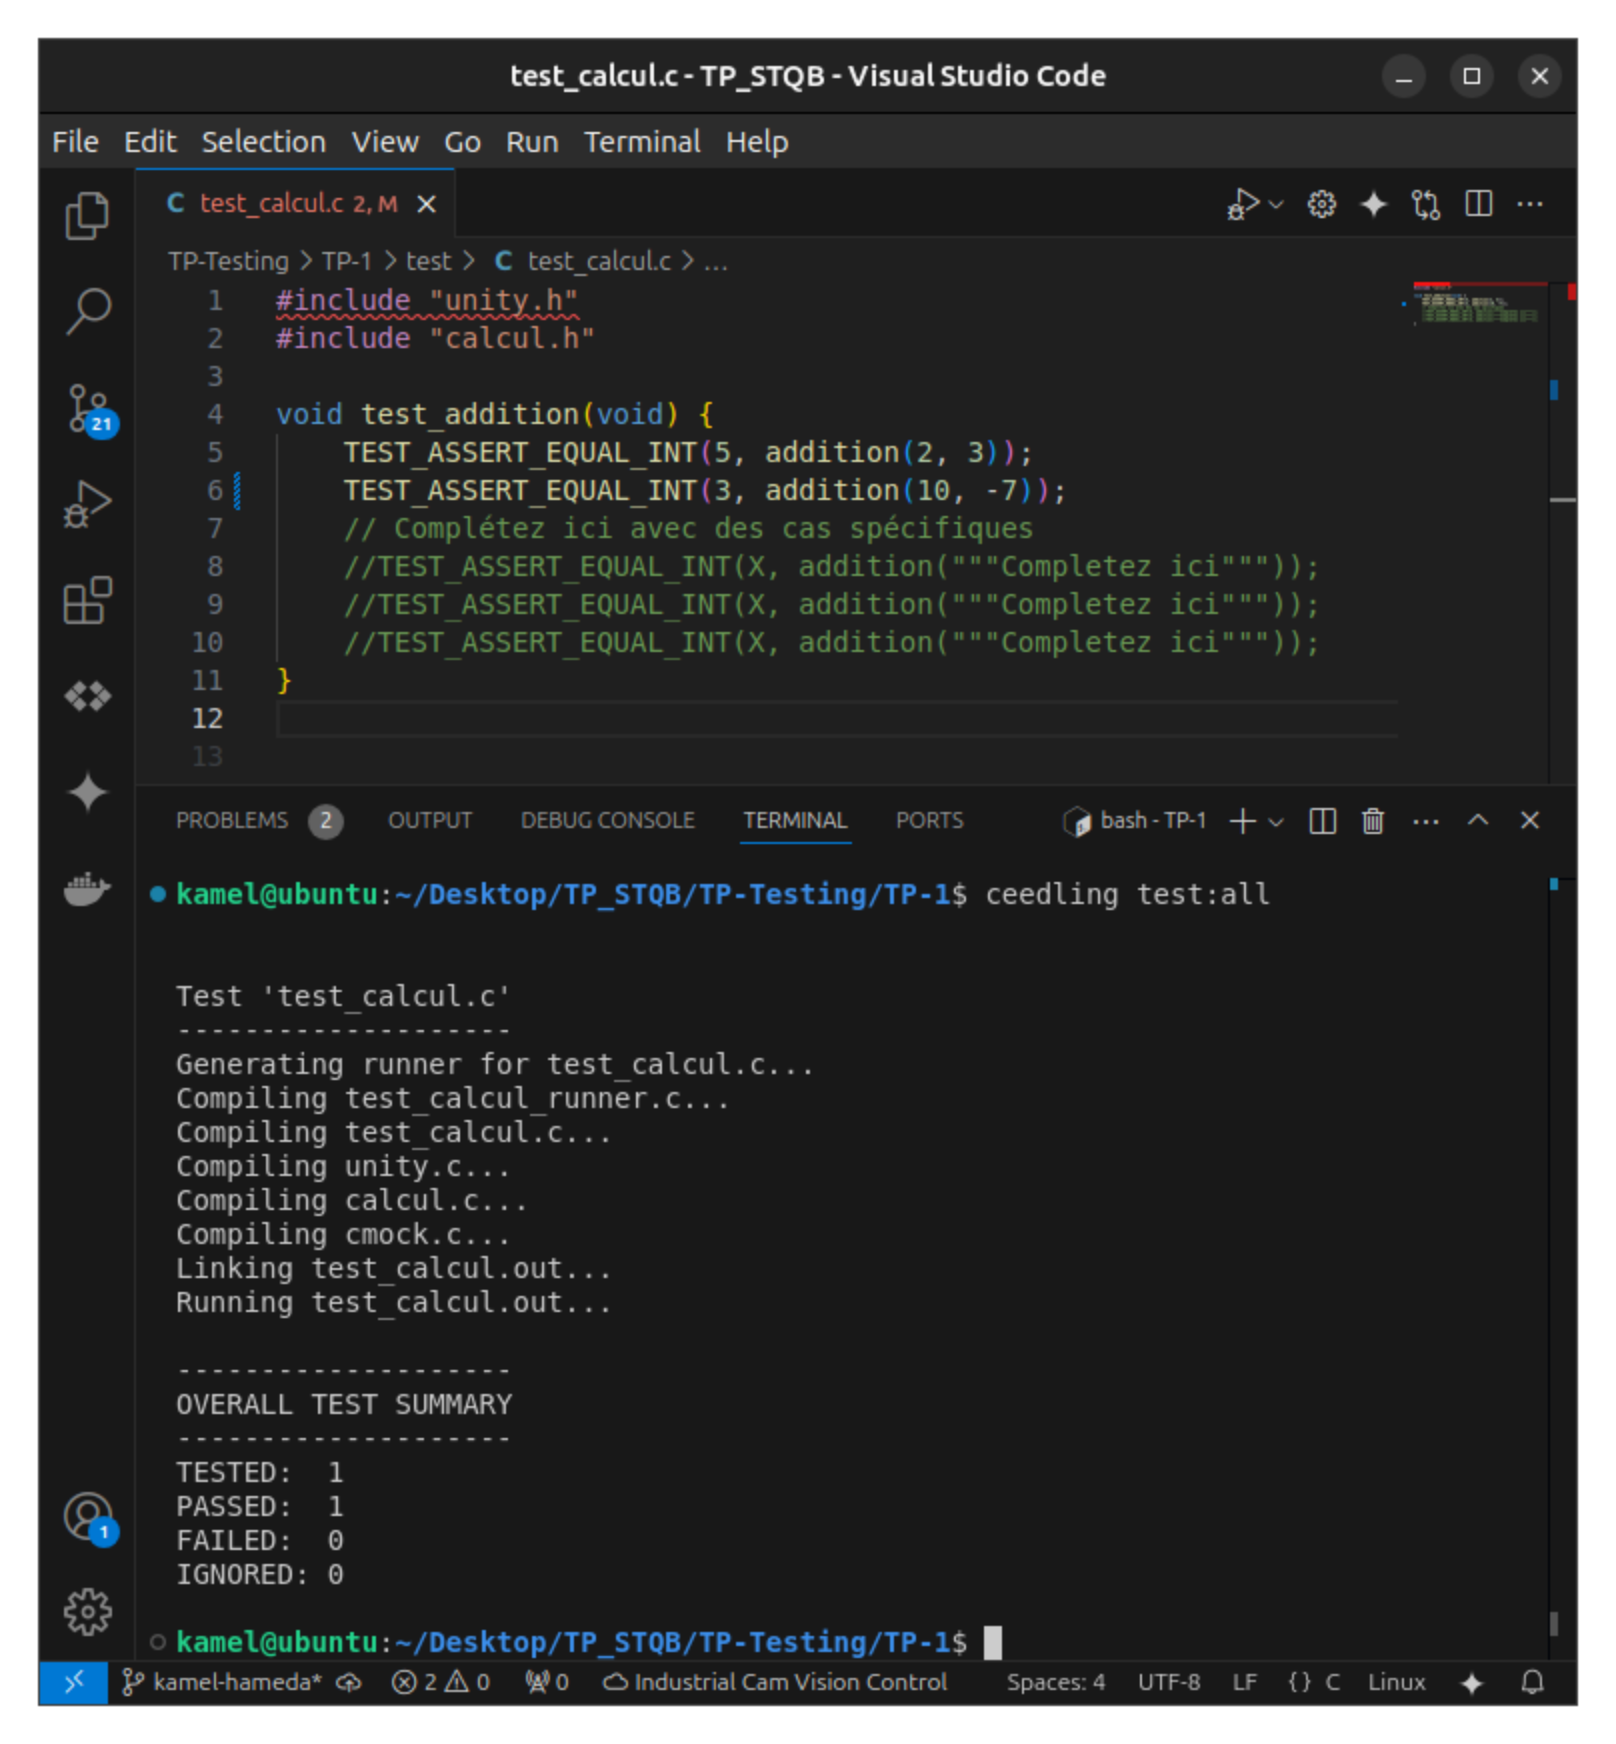 test_calcul.c - TP_STQB - Visual Studio Code
File Edit Selection View Go Run Terminal Help
C test_calcul.c 2, M
TP-Testing > TP-1 > test > C test_calcul.c > ...
1 #include "unity.h"
2 #include "calcul.h"
3
4 void test_addition(void) {
5 TEST_ASSERT_EQUAL_INT(5, addition(2, 3));
6 TEST_ASSERT_EQUAL_INT(3, addition(10, -7));
7 // Complétez ici avec des cas spécifiques
8 //TEST_ASSERT_EQUAL_INT(X, addition("""Completez ici"""));
9 //TEST_ASSERT_EQUAL_INT(X, addition("""Completez ici"""));
10 //TEST_ASSERT_EQUAL_INT(X, addition("""Completez ici"""));
11 }
12
13
21
PROBLEMS 2 OUTPUT DEBUG CONSOLE TERMINAL PORTS bash - TP-1
kamel@ubuntu:~/Desktop/TP_STQB/TP-Testing/TP-1$ ceedling test:all
Test 'test_calcul.c'
--------------------
Generating runner for test_calcul.c...
Compiling test_calcul_runner.c...
Compiling test_calcul.c...
Compiling unity.c...
Compiling calcul.c...
Compiling cmock.c...
Linking test_calcul.out...
Running test_calcul.out...
--------------------
OVERALL TEST SUMMARY
--------------------
TESTED: 1
PASSED: 1
FAILED: 0
IGNORED: 0
1
kamel@ubuntu:~/Desktop/TP_STQB/TP-Testing/TP-1$
kamel-hameda* 2 0 0 Industrial Cam Vision Control Spaces: 4 UTF-8 LF {} C Linux